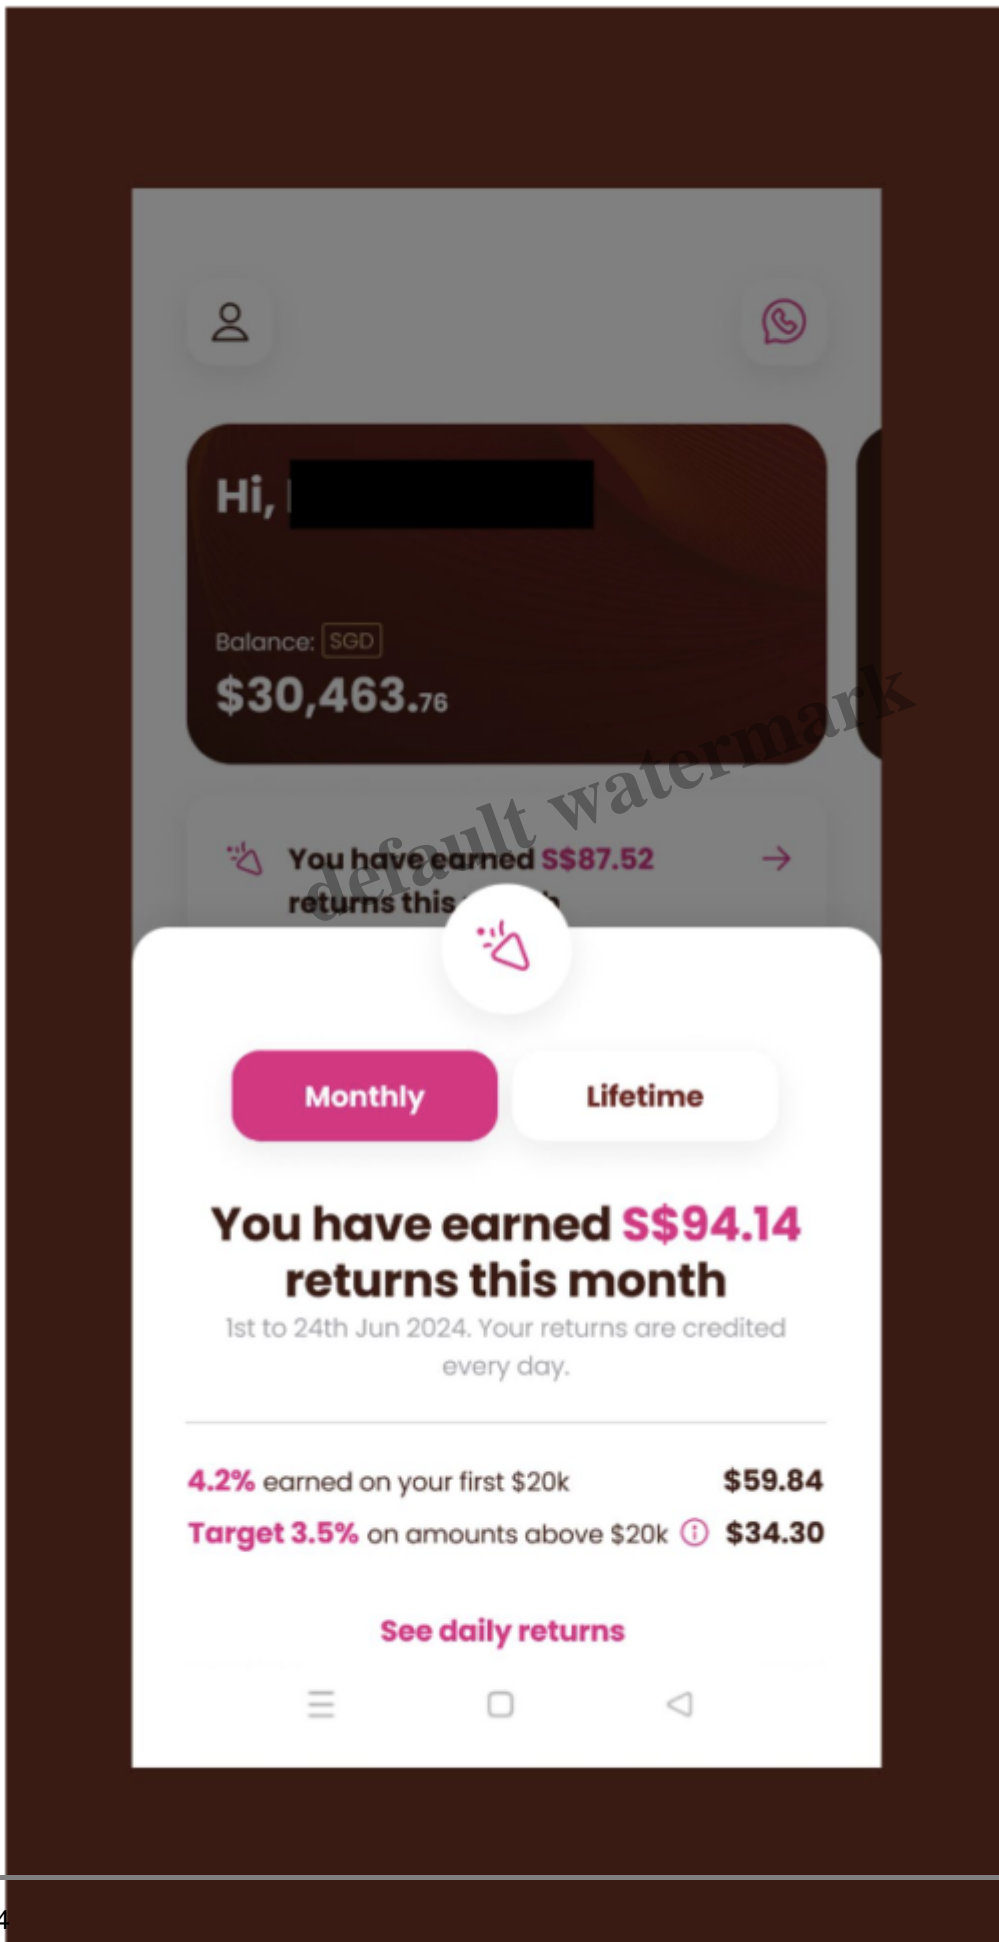 Hi,
Balance: SGD
$30,463.76
default watermark
You have earned S$87.52
returns this
Monthly
Lifetime
You have earned S$94.14
returns this month
1st to 24th Jun 2024. Your returns are credited
every day.
4.2% earned on your first $20k $59.84
Target 3.5% on amounts above $20k $34.30
See daily returns
4